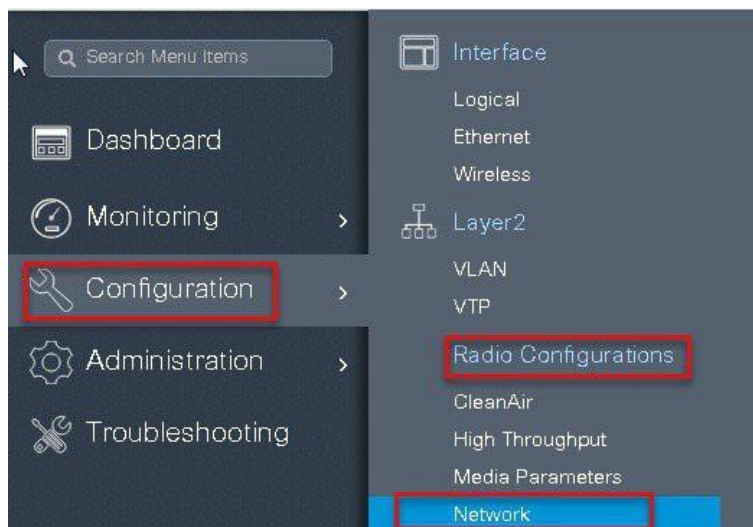 Search Menu Items
Dashboard
Monitoring
Configuration
Administration
Troubleshooting
Interface
Logical
Ethernet
Wireless
Layer2
VLAN
VTP
Radio Configurations
CleanAir
High Throughput
Media Parameters
Network